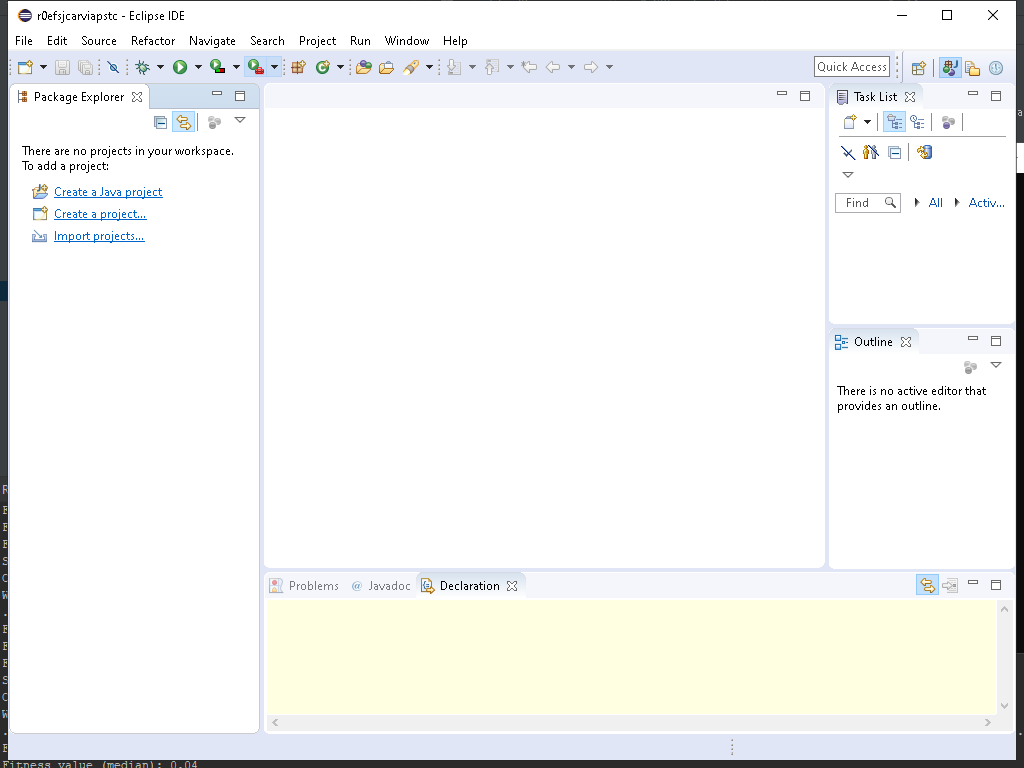 r0efsjcarviapstc - Eclipse IDE
File Edit Source Refactor Navigate Search Project Run Window Help
Quick Access
Package Explorer
There are no projects in your workspace.
To add a project:
Create a Java project
Create a project...
Import projects...
Task List
Find All Activ...
Outline
There is no active editor that
provides an outline.
Problems @ Javadoc Declaration
Fitness value (median): 0.04